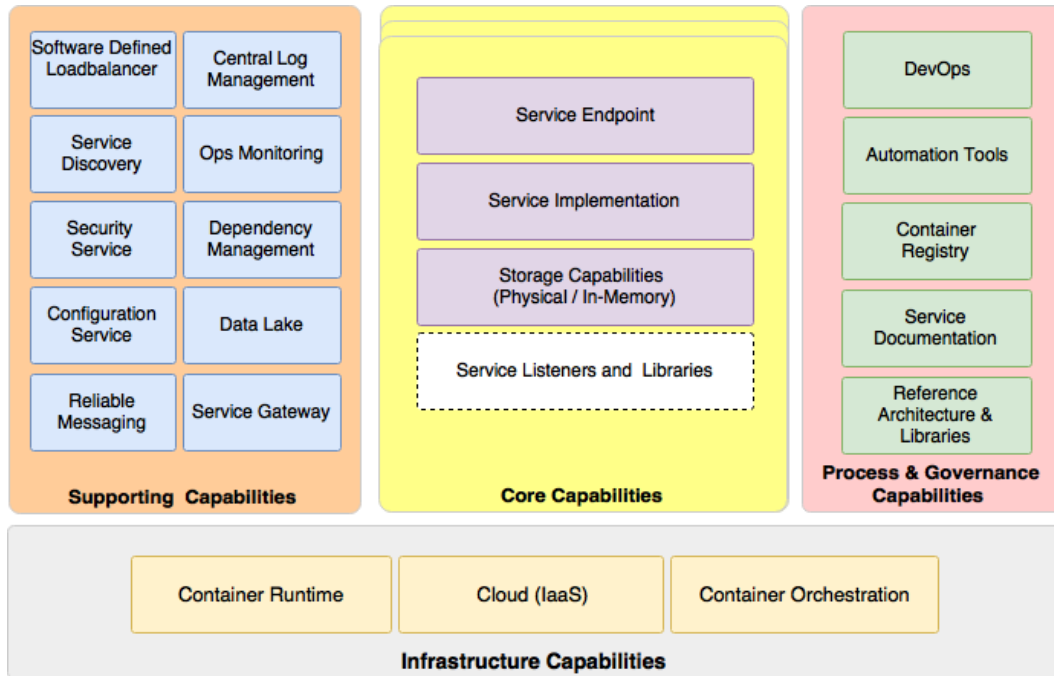 Software Defined
Loadbalancer
Central Log
Management
Service
Discovery
Ops Monitoring
Security
Service
Dependency
Management
Configuration
Service
Data Lake
Reliable
Messaging
Service Gateway
Supporting Capabilities
Service Endpoint
Service Implementation
Storage Capabilities
(Physical / In-Memory)
Service Listeners and Libraries
Core Capabilities
DevOps
Automation Tools
Container
Registry
Service
Documentation
Reference
Architecture &
Libraries
Process & Governance
Capabilities
Container Runtime
Cloud (IaaS)
Container Orchestration
Infrastructure Capabilities